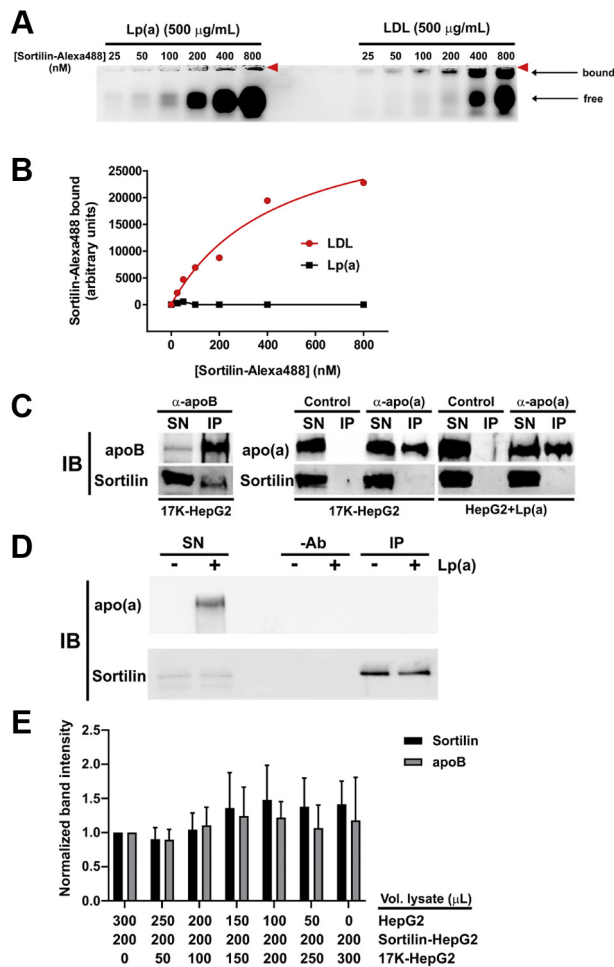 A
Lp(a) (500 µg/mL) LDL (500 µg/mL)
[Sortilin-Alexa488] 25 50 100 200 400 800 25 50 100 200 400 800
(nM)
bound
free
B
Sortilin-Alexa488 bound
(arbitrary units)
25000
20000
15000
10000
5000
0
LDL
Lp(a)
0 200 400 600 800
[Sortilin-Alexa488] (nM)
C
α-apoB Control α-apo(a) Control α-apo(a)
SN IP SN IP SN IP SN IP SN IP
IB
apoB apo(a)
Sortilin Sortilin
17K-HepG2 17K-HepG2 HepG2+Lp(a)
D
SN -Ab IP
- + - + - + Lp(a)
IB
apo(a)
Sortilin
E
Normalized band intensity
2.5
2.0
1.5
1.0
0.5
0.0
Sortilin
apoB
Vol. lysate (µL)
300 250 200 150 100 50 0 HepG2
200 200 200 200 200 200 200 Sortilin-HepG2
0 50 100 150 200 250 300 17K-HepG2